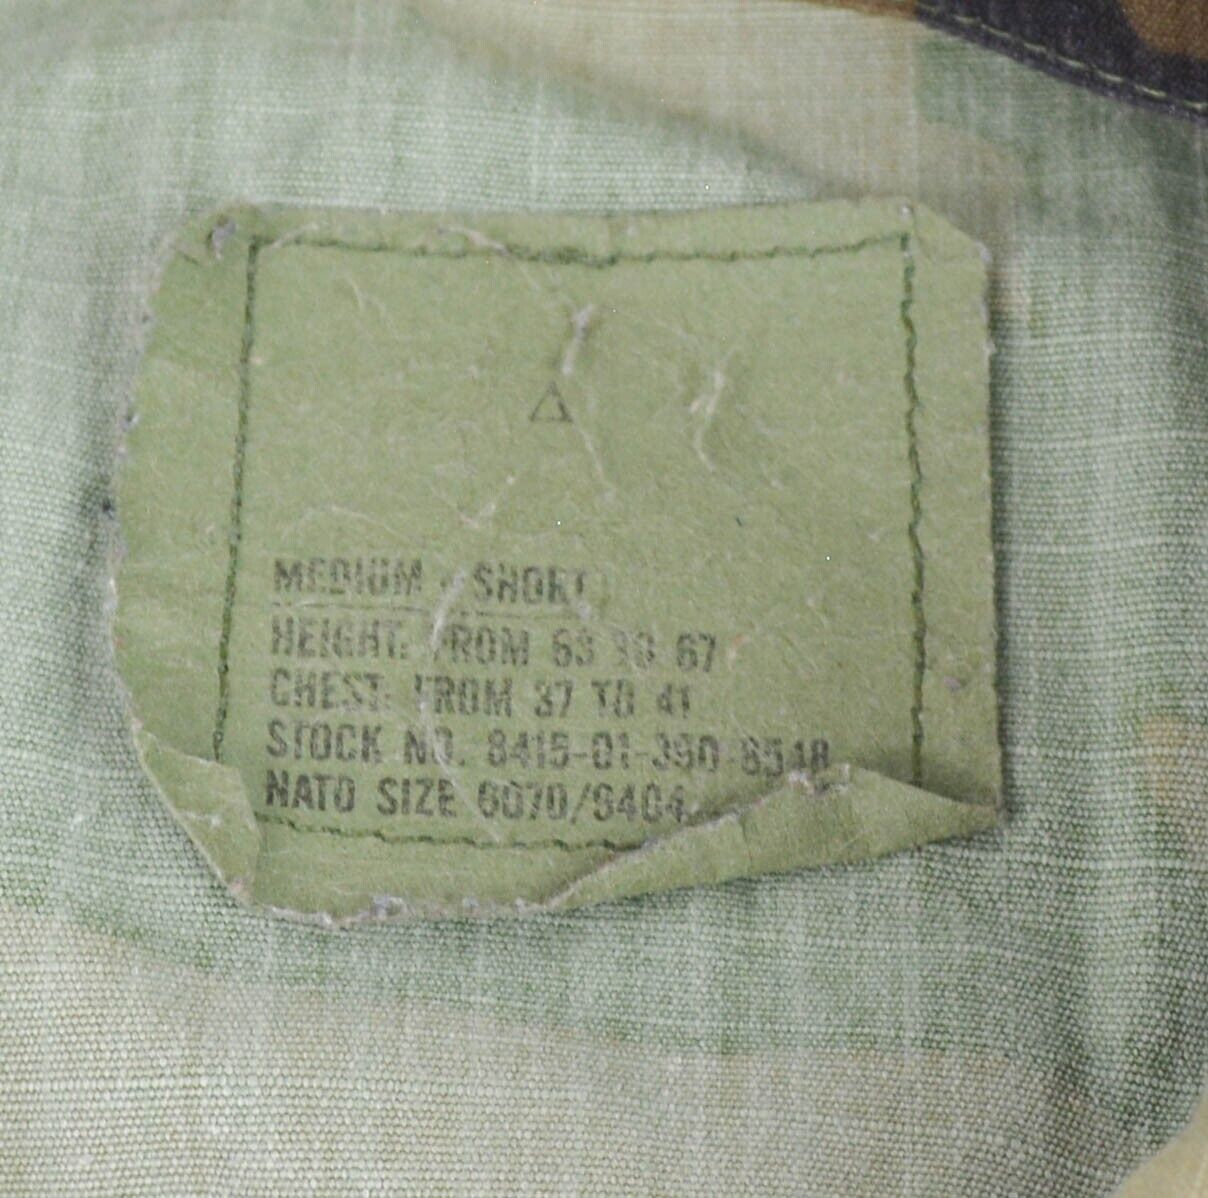 MEDIUM - SHORT
HEIGHT: FROM 63 TO 67
CHEST: FROM 37 TO 41
STOCK NO. 8415-01-390-8548
NATO SIZE 6070/9404